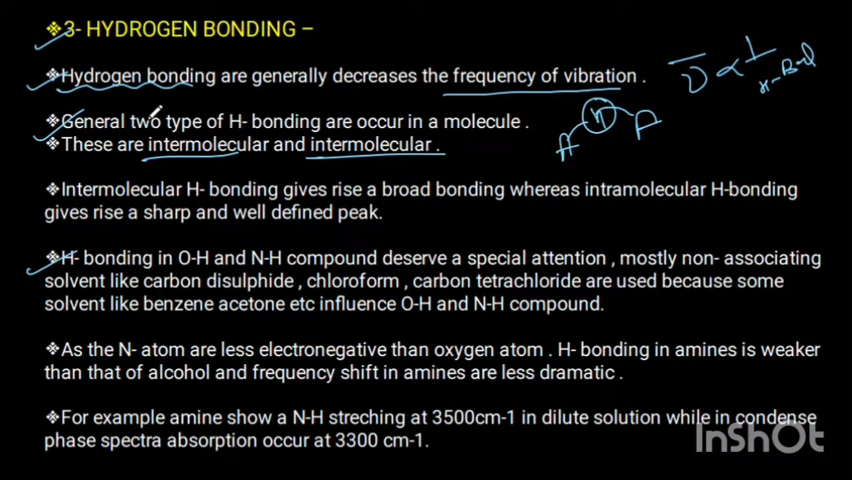 ❖3- HYDROGEN BONDING –
❖Hydrogen bonding are generally decreases the frequency of vibration .
ν̅ ∝ 1
H-Bond
❖General two type of H- bonding are occur in a molecule .
❖These are intermolecular and intermolecular .
Intermolecular H- bonding gives rise a broad bonding whereas intramolecular H-bonding
gives rise a sharp and well defined peak.
❖H- bonding in O-H and N-H compound deserve a special attention , mostly non- associating
solvent like carbon disulphide , chloroform , carbon tetrachloride are used because some
solvent like benzene acetone etc influence O-H and N-H compound.
❖As the N- atom are less electronegative than oxygen atom . H- bonding in amines is weaker
than that of alcohol and frequency shift in amines are less dramatic .
❖For example amine show a N-H streching at 3500cm-1 in dilute solution while in condense
phase spectra absorption occur at 3300 cm-1.
InShOt